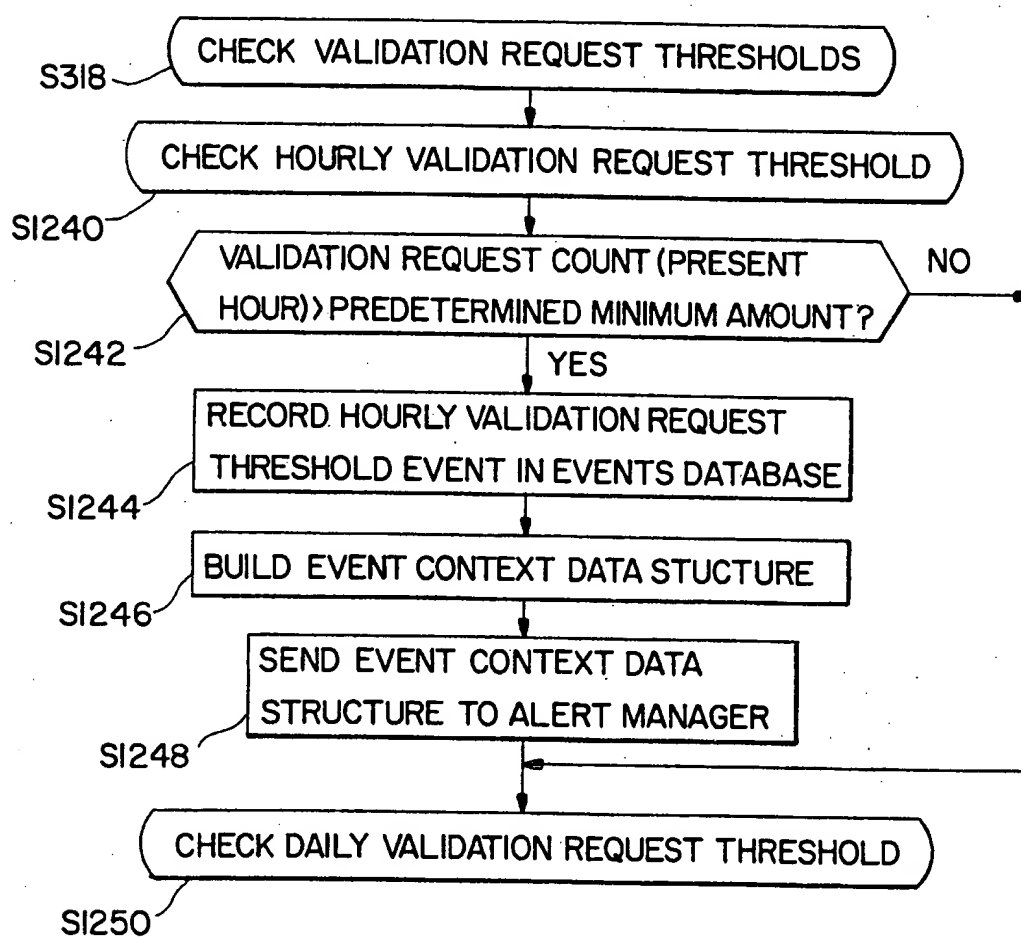 CHECK VALIDATION REQUEST THRESHOLDS
S318
CHECK HOURLY VALIDATION REQUEST THRESHOLD
S1240
VALIDATION REQUEST COUNT (PRESENT
HOUR)>PREDETERMINED MINIMUM AMOUNT?
NO
S1242
YES
RECORD HOURLY VALIDATION REQUEST
THRESHOLD EVENT IN EVENTS DATABASE
S1244
BUILD EVENT CONTEXT DATA STUCTURE
S1246
SEND EVENT CONTEXT DATA
STRUCTURE TO ALERT MANAGER
S1248
CHECK DAILY VALIDATION REQUEST THRESHOLD
S1250